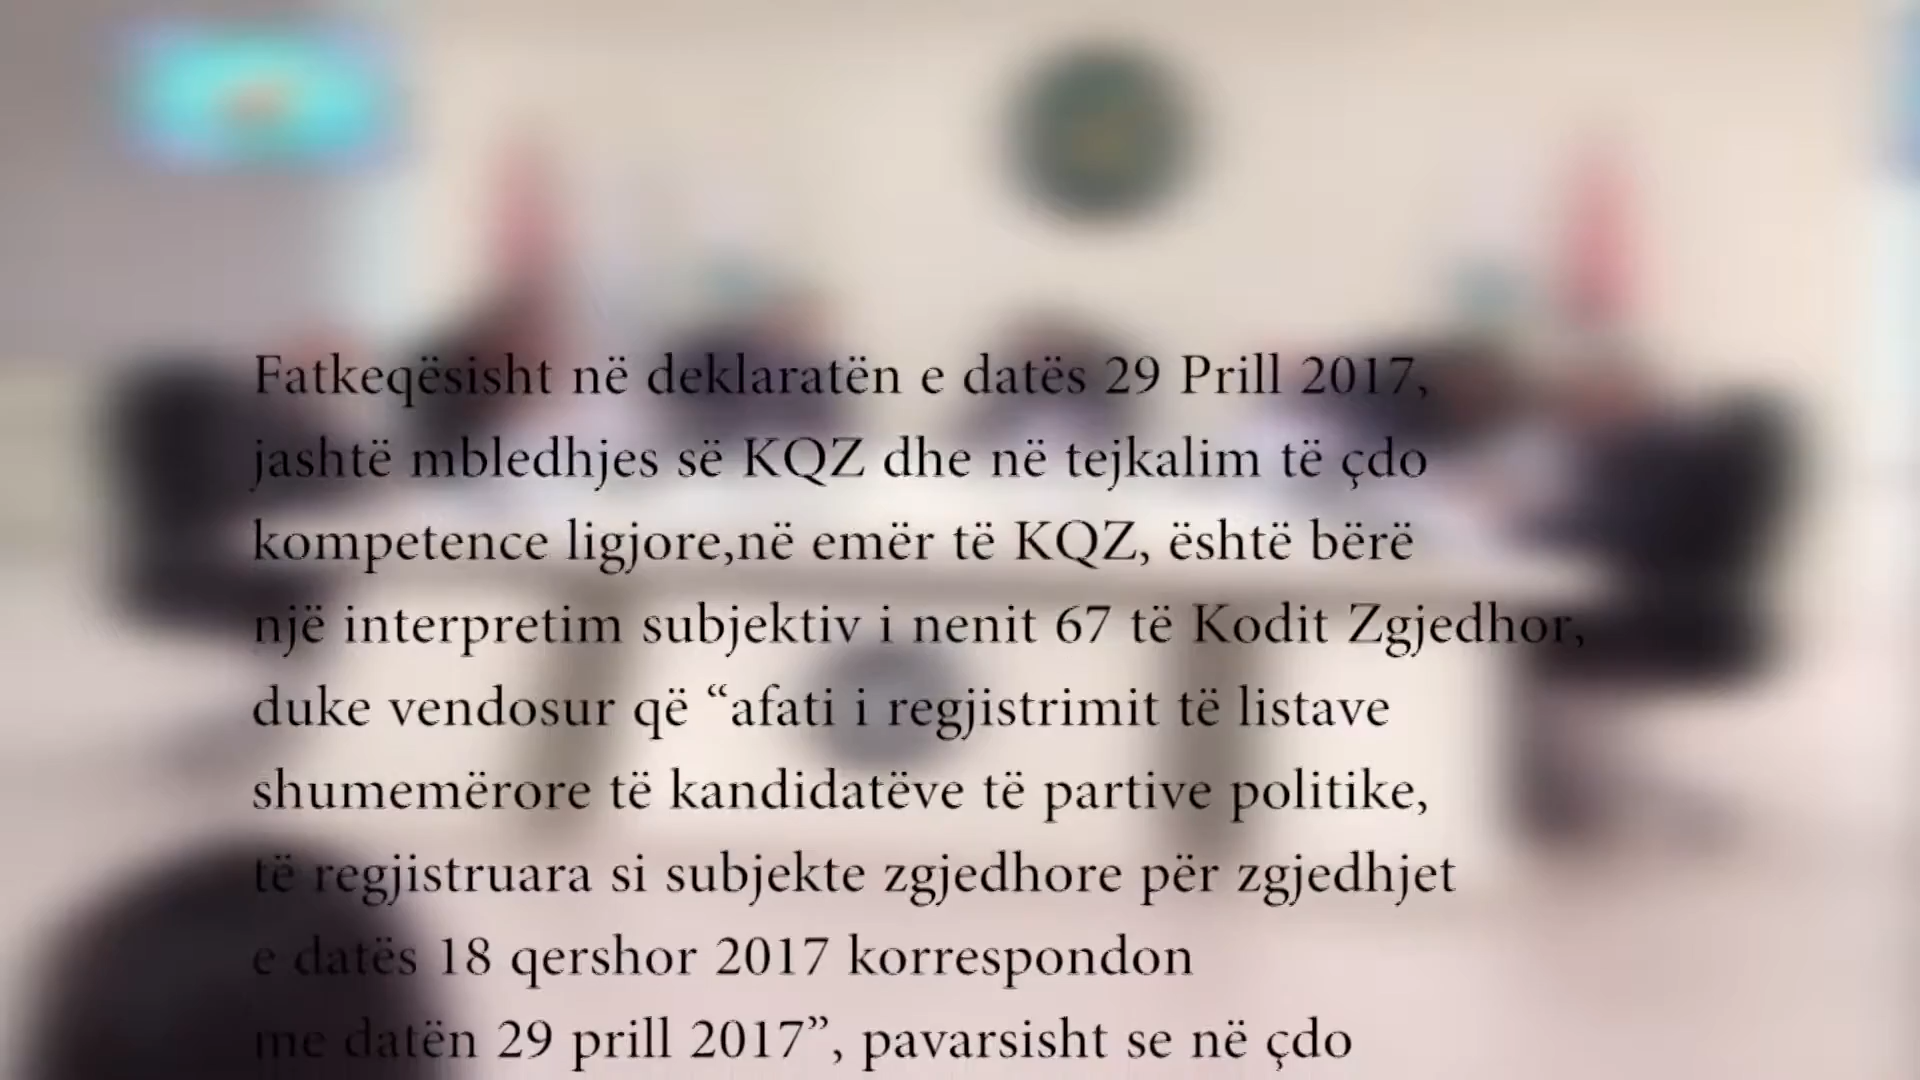 Fatkeqësisht në deklaratën e datës 29 Prill 2017,
jashtë mbledhjes së KQZ dhe në tejkalim të çdo
kompetence ligjore,në emër të KQZ, është bërë
një interpretim subjektiv i nenit 67 të Kodit Zgjedhor,
duke vendosur që “afati i regjistrimit të listave
shumemërore të kandidatëve të partive politike,
të regjistruara si subjekte zgjedhore për zgjedhjet
e datës 18 qershor 2017 korrespondon
me datën 29 prill 2017”, pavarsisht se në çdo